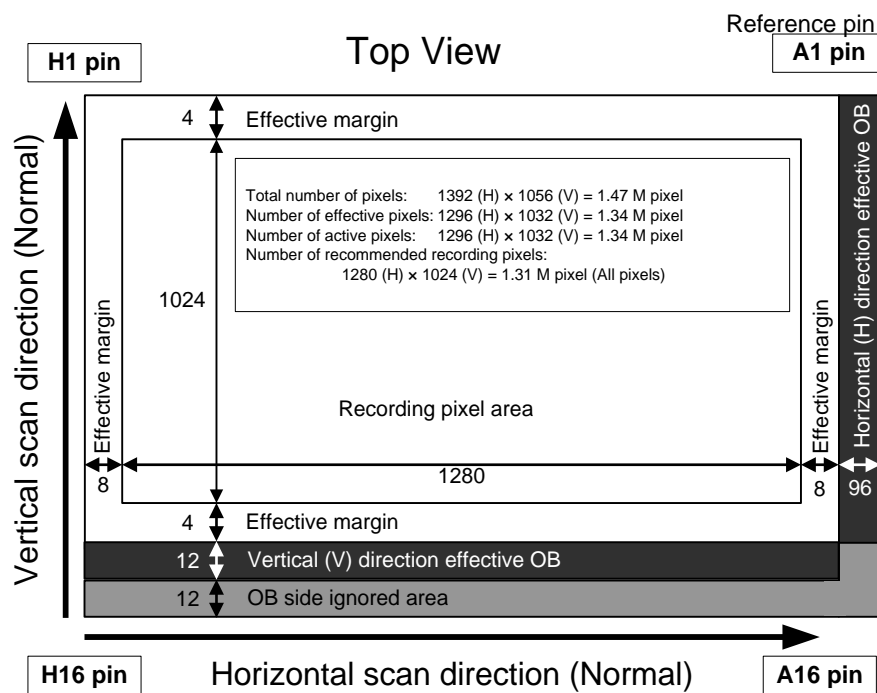 Reference pin
Top View
H1 pin
A1 pin
4 Effective margin
Total number of pixels: 1392 (H) × 1056 (V) = 1.47 M pixel
Number of effective pixels: 1296 (H) × 1032 (V) = 1.34 M pixel
Number of active pixels: 1296 (H) × 1032 (V) = 1.34 M pixel
Number of recommended recording pixels:
1280 (H) × 1024 (V) = 1.31 M pixel (All pixels)
Vertical scan direction (Normal)
Effective margin
1024
Recording pixel area
Effective margin
Horizontal (H) direction effective OB
8
1280
8
96
4 Effective margin
12 Vertical (V) direction effective OB
12 OB side ignored area
H16 pin
Horizontal scan direction (Normal)
A16 pin